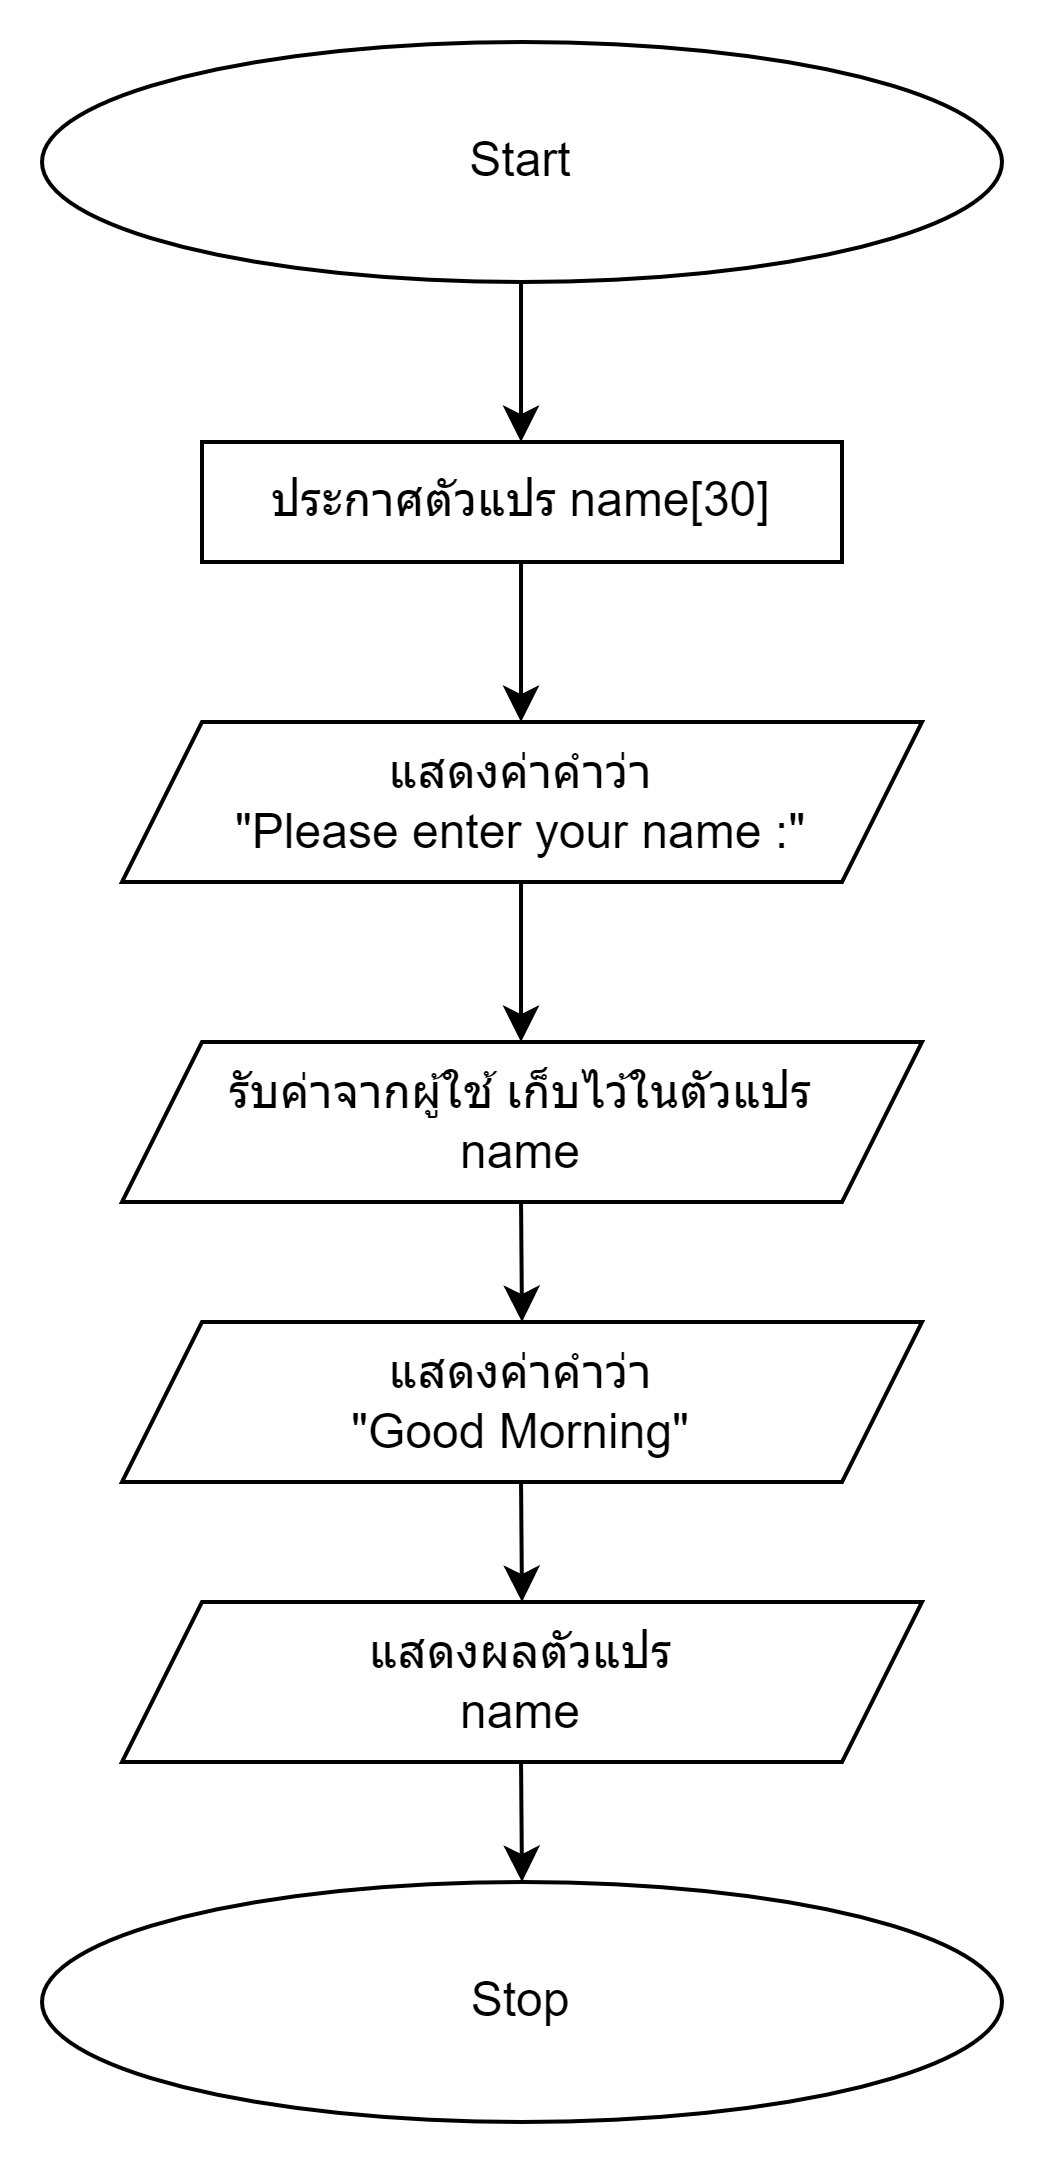 Start
ประกาศตัวแปร name[30]
แสดงค่าคำว่า
"Please enter your name :"
รับค่าจากผู้ใช้ เก็บไว้ในตัวแปร
name
แสดงค่าคำว่า
"Good Morning"
แสดงผลตัวแปร
name
Stop